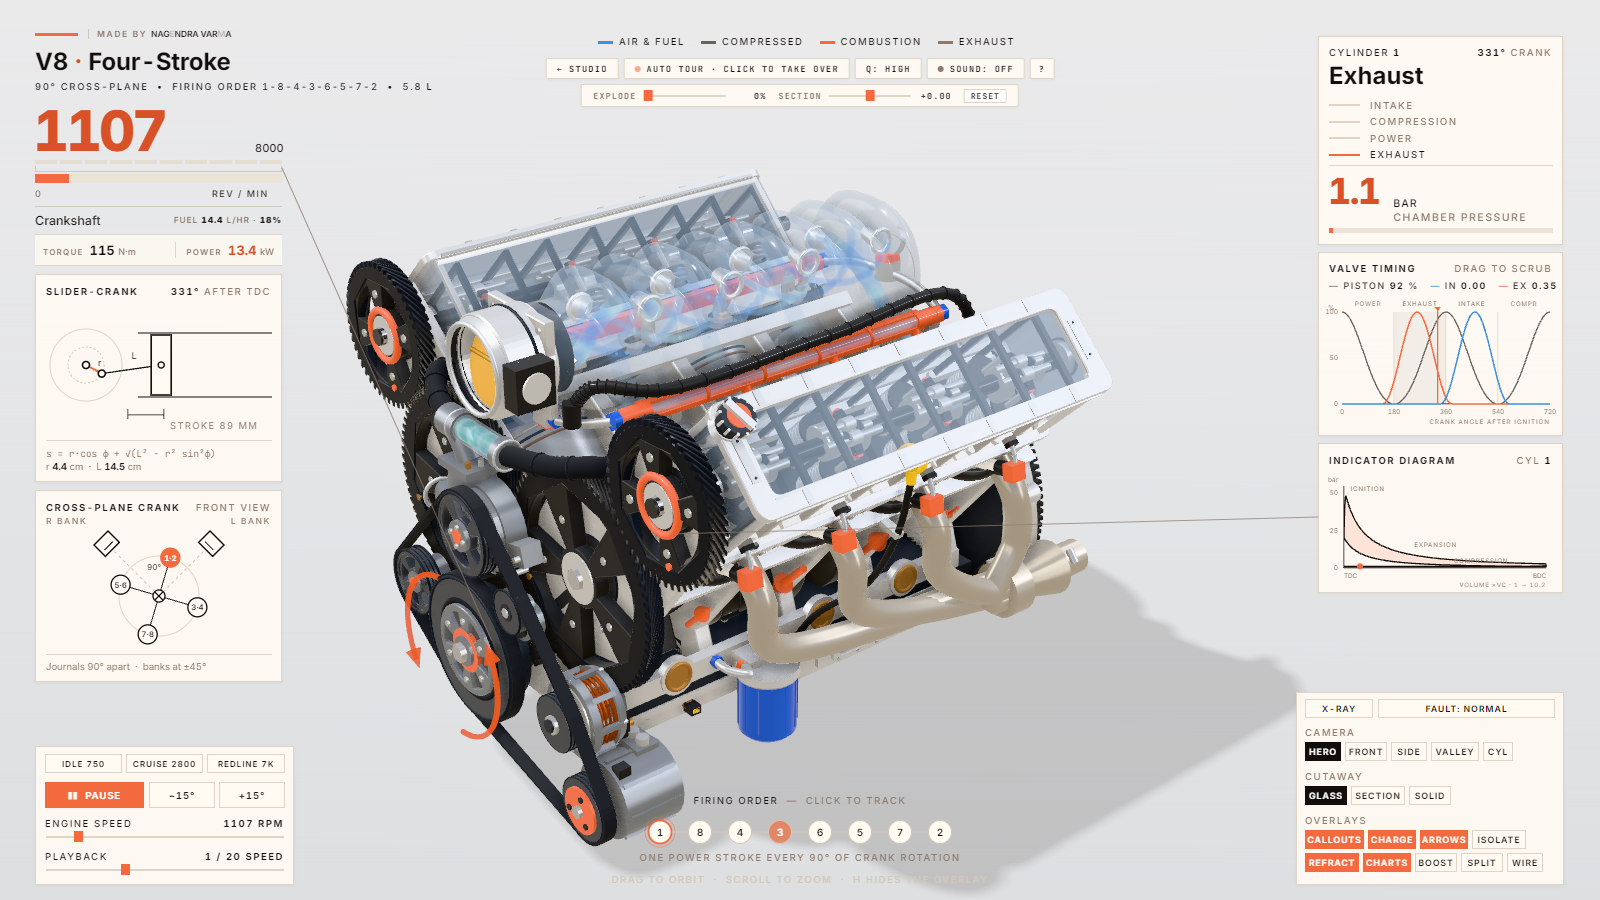 MADE BY NAGENDRA VARMA
V8 · Four-Stroke
90° CROSS-PLANE • FIRING ORDER 1-8-4-3-6-5-7-2 • 5.8 L
1107
8000
0
REV / MIN
Crankshaft
FUEL 14.4 L/HR · 18%
TORQUE 115 N·m
POWER 13.4 kW
SLIDER-CRANK
331° AFTER TDC
r
L
STROKE 89 MM
s = r·cos ϕ + √(L² - r² sin²ϕ)
r 4.4 cm · L 14.5 cm
CROSS-PLANE CRANK
FRONT VIEW
R BANK
L BANK
90°
1-2
5-6
3-4
7-8
Journals 90° apart · banks at ±45°
IDLE 750
CRUISE 2800
REDLINE 7K
PAUSE
−15°
+15°
ENGINE SPEED
1107 RPM
PLAYBACK
1 / 20 SPEED
AIR & FUEL
COMPRESSED
COMBUSTION
EXHAUST
← STUDIO
AUTO TOUR · CLICK TO TAKE OVER
Q: HIGH
SOUND: OFF
?
EXPLODE
0%
SECTION
+0.00
RESET
FIRING ORDER — CLICK TO TRACK
1 8 4 3 6 5 7 2
ONE POWER STROKE EVERY 90° OF CRANK ROTATION
DRAG TO ORBIT · SCROLL TO ZOOM · H HIDES THE OVERLAY
CYLINDER 1
331° CRANK
Exhaust
INTAKE
COMPRESSION
POWER
EXHAUST
1.1
BAR
CHAMBER PRESSURE
VALVE TIMING
DRAG TO SCRUB
PISTON 92 %
IN 0.00
EX 0.35
%
POWER
EXHAUST
INTAKE
COMPR
100
50
0
0
180
360
540
720
CRANK ANGLE AFTER IGNITION
INDICATOR DIAGRAM
CYL 1
bar
50
IGNITION
25
EXPANSION
COMPRESSION
0
TDC
BDC
VOLUME ×VC · 1 — 10.2
X-RAY
FAULT: NORMAL
CAMERA
HERO
FRONT
SIDE
VALLEY
CYL
CUTAWAY
GLASS
SECTION
SOLID
OVERLAYS
CALLOUTS
CHARGE
ARROWS
ISOLATE
REFRACT
CHARTS
BOOST
SPLIT
WIRE